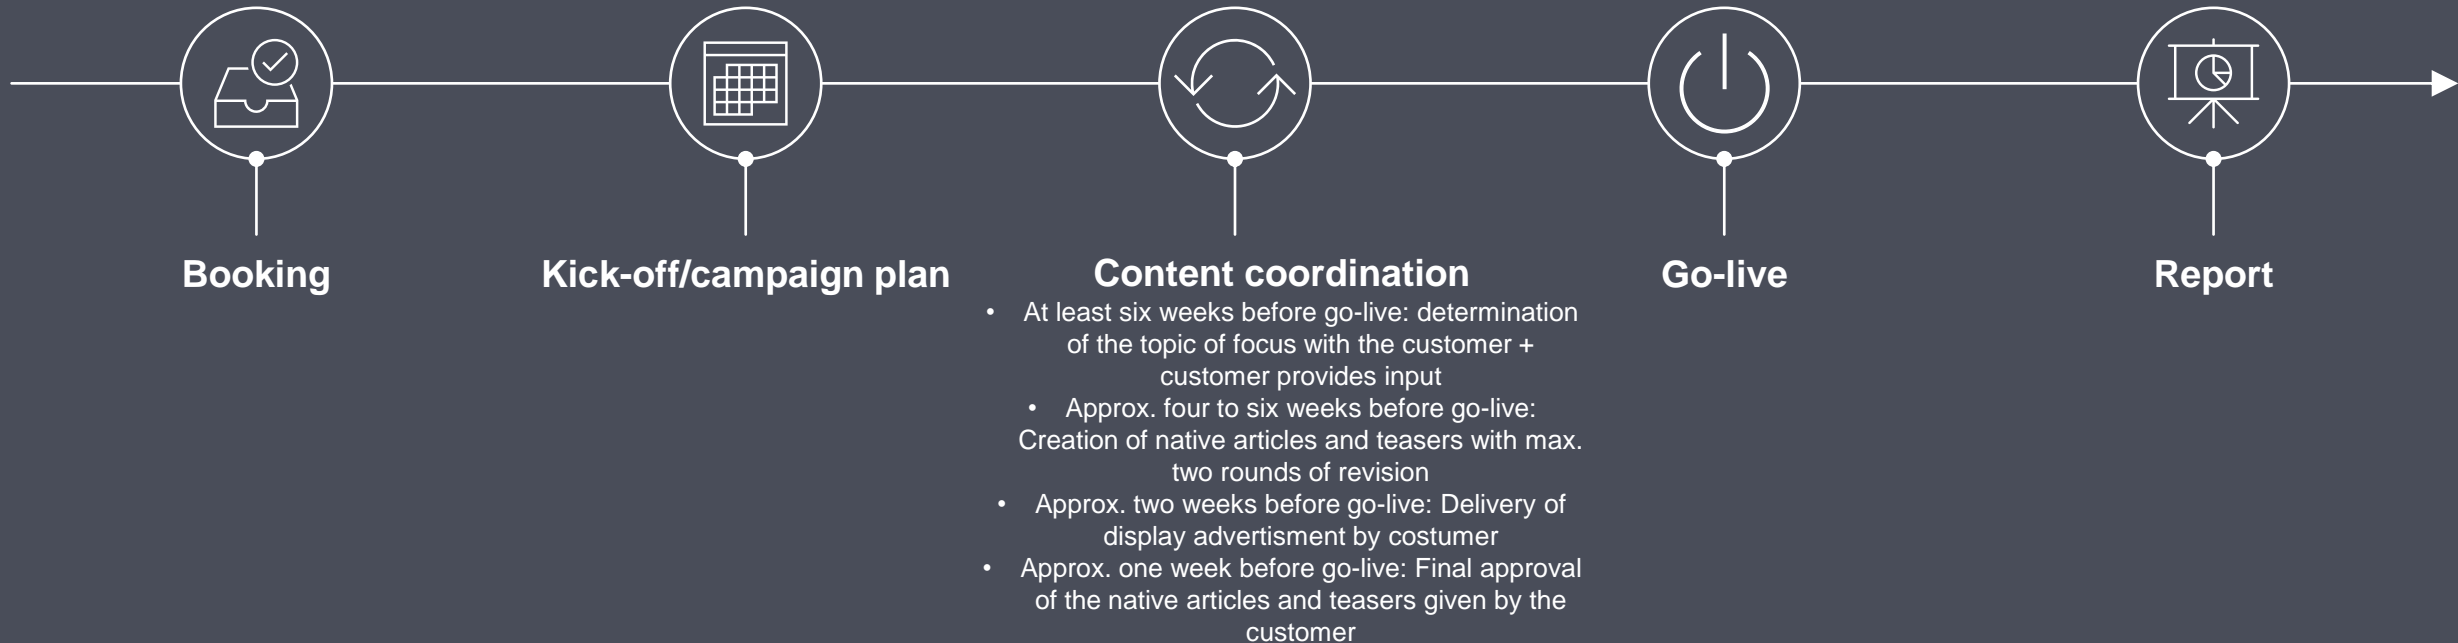 Booking
Kick-off/campaign plan
Content coordination
• At least six weeks before go-live: determination
of the topic of focus with the customer +
customer provides input
• Approx. four to six weeks before go-live:
Creation of native articles and teasers with max.
two rounds of revision
• Approx. two weeks before go-live: Delivery of
display advertisment by costumer
• Approx. one week before go-live: Final approval
of the native articles and teasers given by the
customer
Go-live
Report